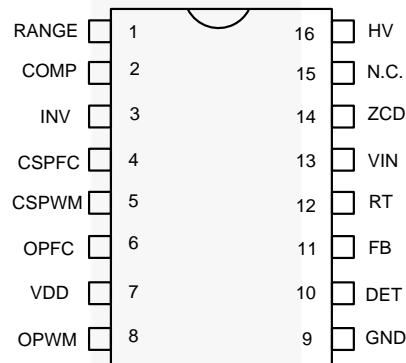 RANGE 1 16 HV
COMP 2 15 N.C.
INV 3 14 ZCD
CSPFC 4 13 VIN
CSPWM 5 12 RT
OPFC 6 11 FB
VDD 7 10 DET
OPWM 8 9 GND